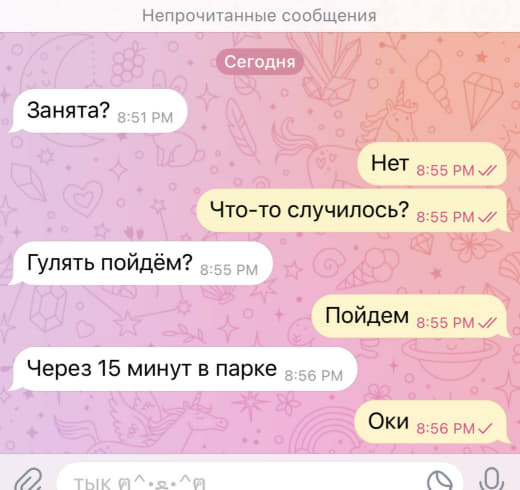 Непрочитанные сообщения
Сегодня
Занята? 8:51 PM
Нет 8:55 PM
Что-то случилось? 8:55 PM
Гулять пойдём? 8:55 PM
Пойдем 8:55 PM
Через 15 минут в парке 8:56 PM
Оки 8:56 PM
тык ฅ^•ﻌ•^ฅ